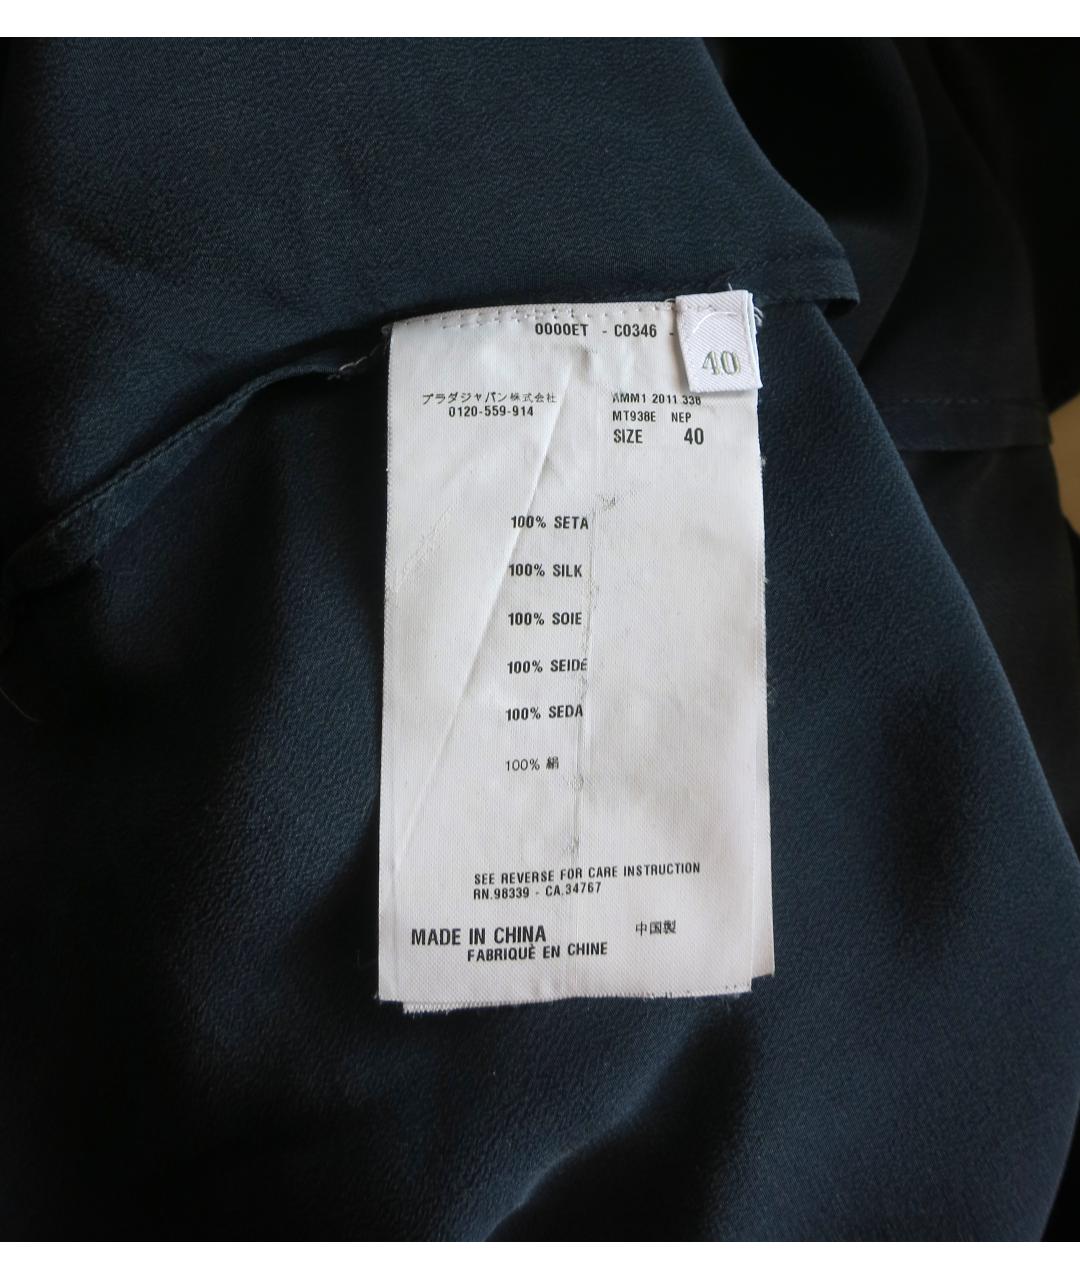 0000ET - C0346 -
40
プラダジャパン株式会社
0120-559-914
AMM1 2011 336
MT938E NEP
SIZE 40
100% SETA
100% SILK
100% SOIE
100% SEIDE
100% SEDA
100% 絹
SEE REVERSE FOR CARE INSTRUCTION
RN.98339 - CA.34767
MADE IN CHINA
中国製
FABRIQUÈ EN CHINE